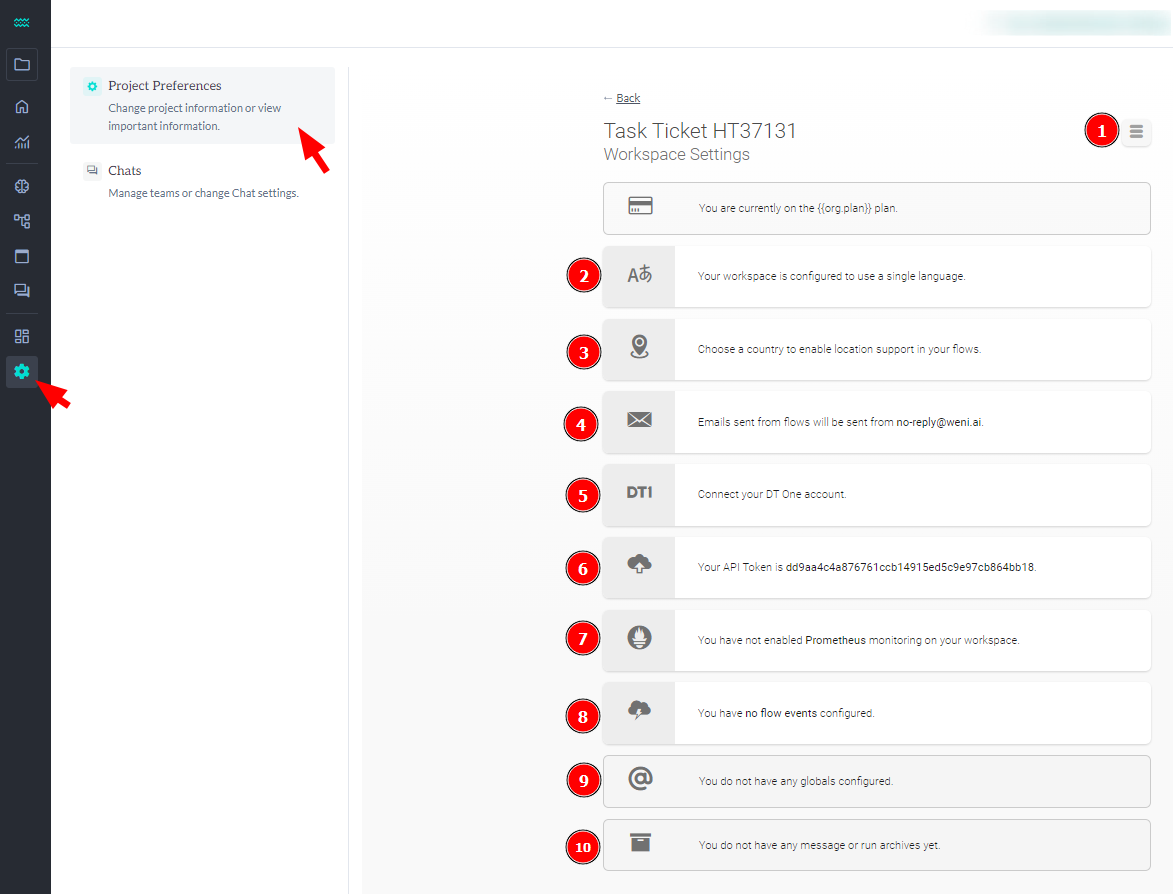 Project Preferences
Change project information or view
important information.
Chats
Manage teams or change Chat settings.
← Back
Task Ticket HT37131
Workspace Settings
1
You are currently on the {{org.plan}} plan.
2
Aあ
Your workspace is configured to use a single language.
3
Choose a country to enable location support in your flows.
4
Emails sent from flows will be sent from no-reply@weni.ai.
5
DT1
Connect your DT One account.
6
Your API Token is dd9aa4c4a876761ccb14915ed5c9e97cb864bb18.
7
You have not enabled Prometheus monitoring on your workspace.
8
You have no flow events configured.
9
@
You do not have any globals configured.
10
You do not have any message or run archives yet.